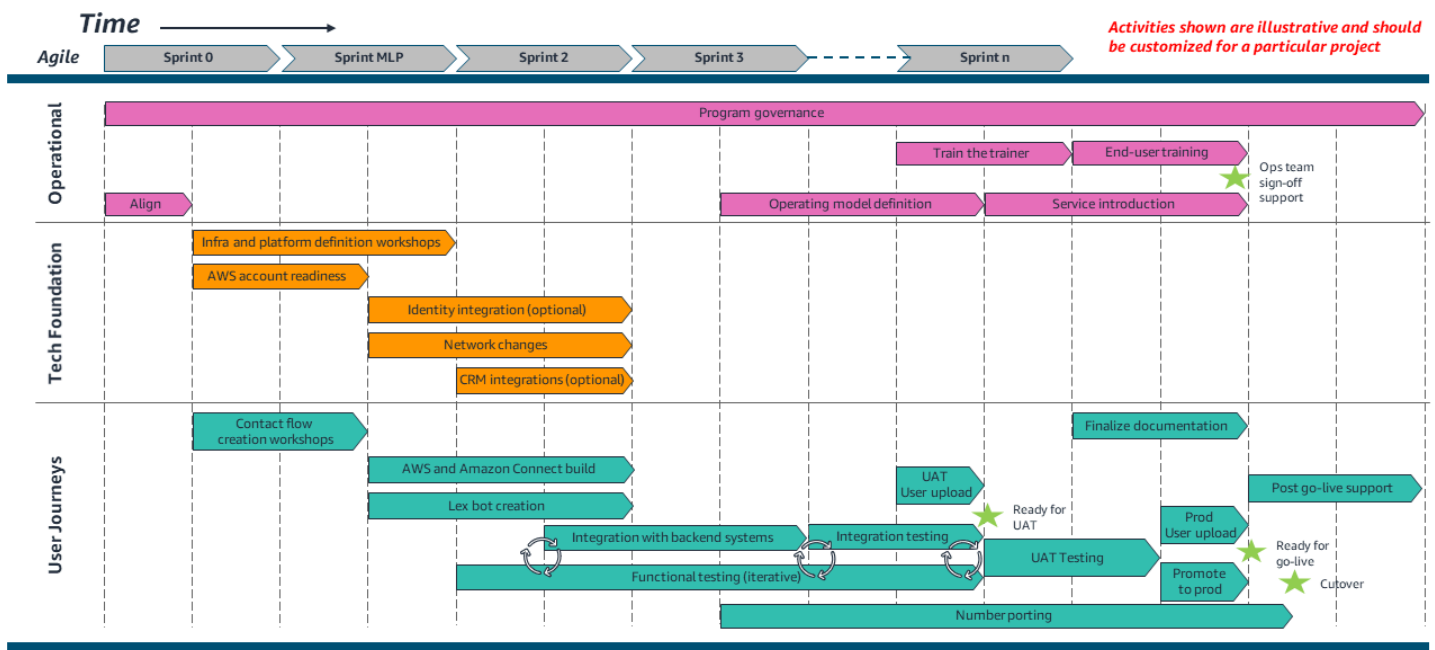 Time
Activities shown are illustrative and should
be customized for a particular project
Agile
Sprint 0
Sprint MLP
Sprint 2
Sprint 3
Sprint n
Operational
Program governance
Train the trainer
End-user training
Ops team
sign-off
support
Align
Operating model definition
Service introduction
Tech Foundation
Infra and platform definition workshops
AWS account readiness
Identity integration (optional)
Network changes
CRM integrations (optional)
User Journeys
Contact flow
creation workshops
Finalize documentation
AWS and Amazon Connect build
UAT
User upload
Post go-live support
Lex bot creation
Ready for
UAT
Prod
User upload
Integration with backend systems
Integration testing
UAT Testing
Ready for
go-live
Functional testing (iterative)
Promote
to prod
Cutover
Number porting